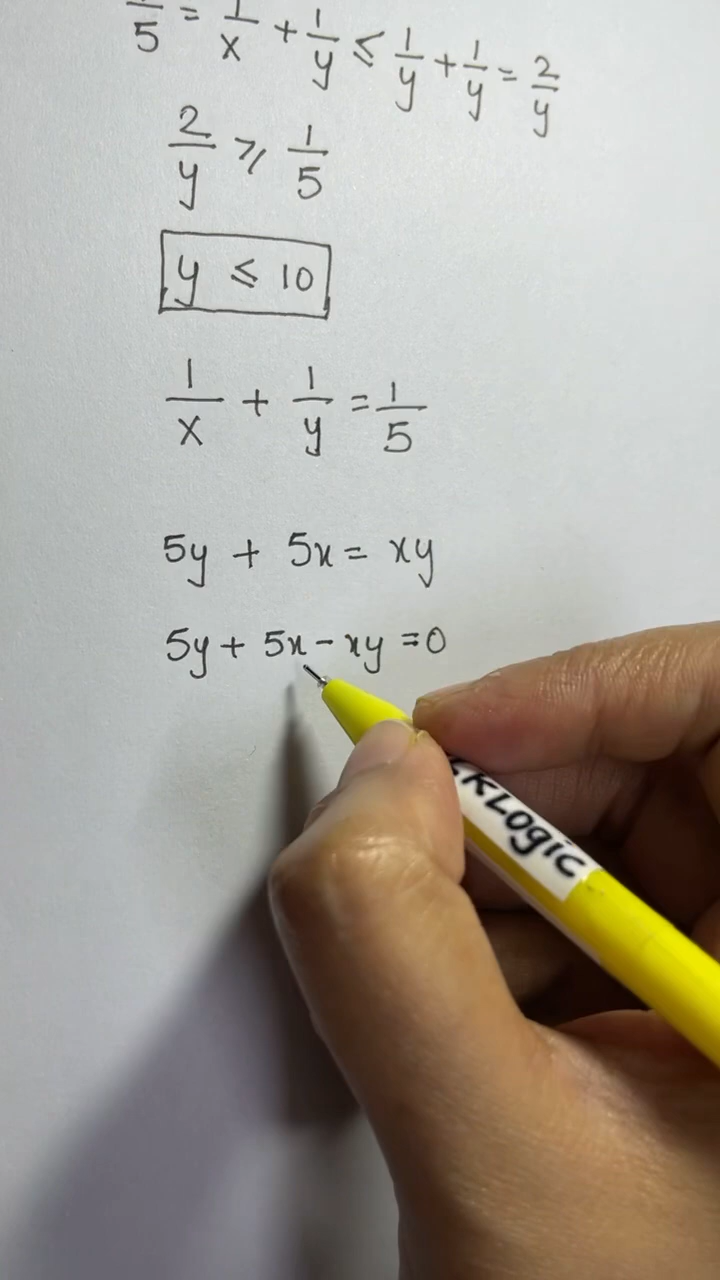 1/5 = 1/x + 1/y ≤ 1/y + 1/y = 2/y
2/y ≥ 1/5
y ≤ 10
1/x + 1/y = 1/5
5y + 5x = xy
5y + 5x - xy = 0
ckLogic